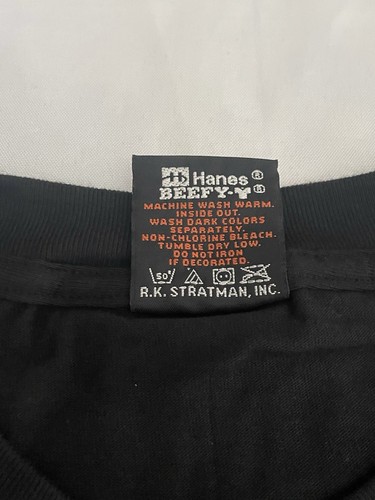 Hanes®
BEEFY-T®
MACHINE WASH WARM.
INSIDE OUT.
WASH DARK COLORS
SEPARATELY.
NON-CHLORINE BLEACH.
TUMBLE DRY LOW.
DO NOT IRON
IF DECORATED.
50°
R.K. STRATMAN, INC.